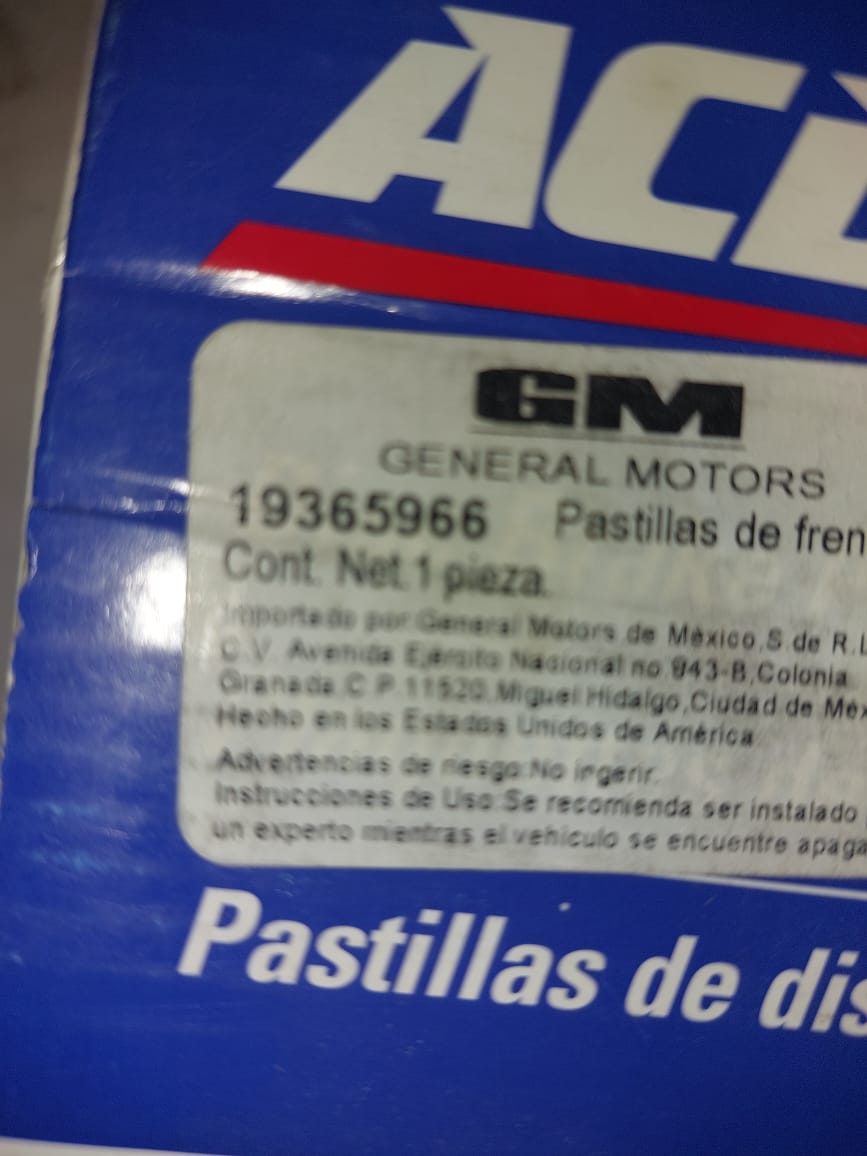 ACD
GM
GENERAL MOTORS
19365966 Pastillas de fren
Cont. Net.1 pieza.
Importado por:General Motors de México,S.de R.L
C.V. Avenida Ejército Nacional no.843-B,Colonia
Granada,C.P.11520,Miguel Hidalgo,Ciudad de Méx
Hecho en los Estados Unidos de América
Advertencias de riesgo:No ingerir.
Instrucciones de Uso:Se recomienda ser instalado
un experto mientras el vehículo se encuentre apaga
Pastillas de dis